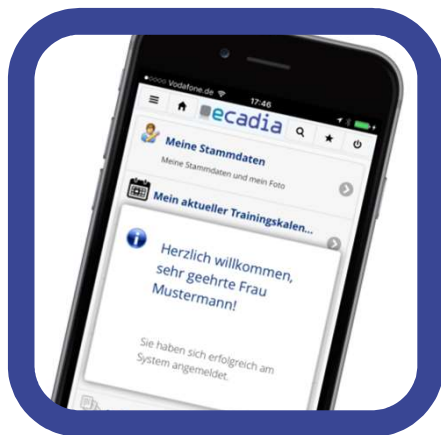 Vodafone.de 17:46
ecadia
Meine Stammdaten
Meine Stammdaten und mein Foto
Mein aktueller Trainingskalen...
Herzlich willkommen,
sehr geehrte Frau
Mustermann!
Sie haben sich erfolgreich am
System angemeldet.